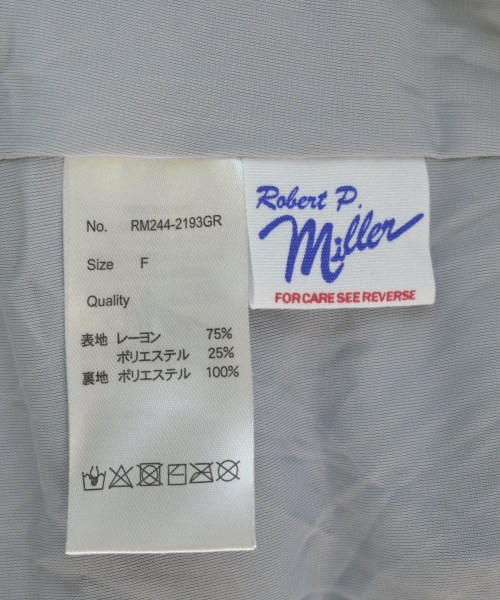 No. RM244-2193GR
Size F
Quality
表地 レーヨン 75%
ポリエステル 25%
裏地 ポリエステル 100%
Robert P.
Miller
FOR CARE SEE REVERSE